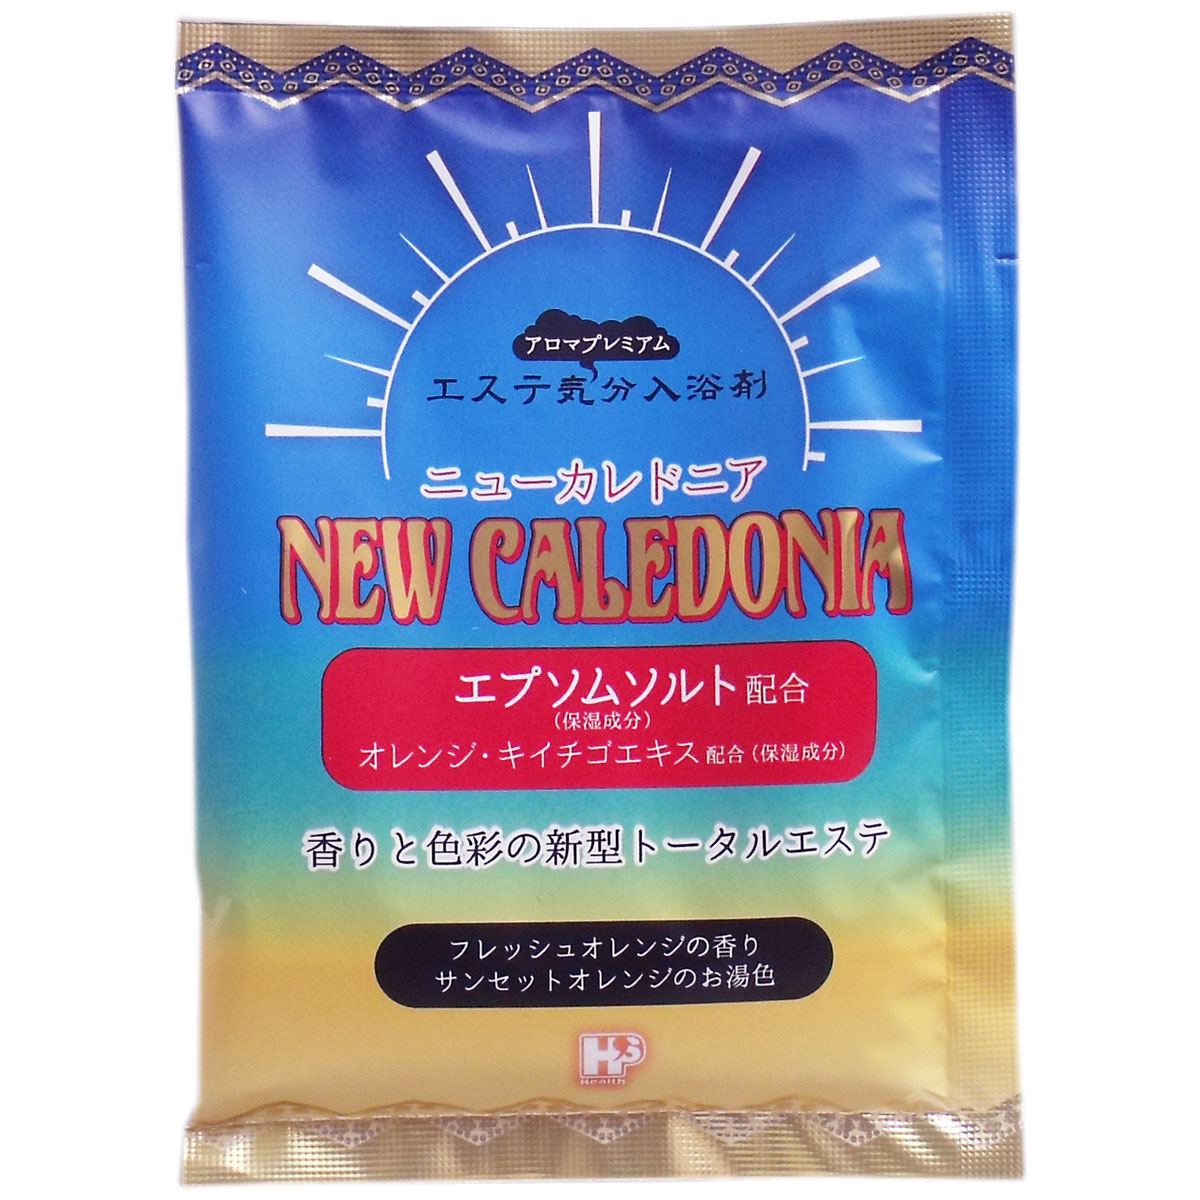 アロマプレミアム
エステ気分入浴剤
ニューカレドニア
NEW CALEDONIA
エプソムソルト配合
(保湿成分)
オレンジ・キイチゴエキス配合(保湿成分)
香りと色彩の新型トータルエステ
フレッシュオレンジの香り
サンセットオレンジのお湯色
HP
Health